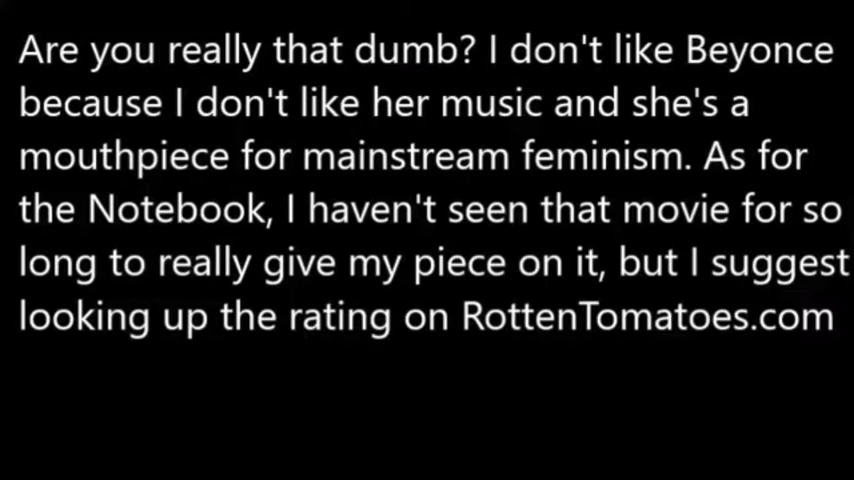 Are you really that dumb? I don't like Beyonce
because I don't like her music and she's a
mouthpiece for mainstream feminism. As for
the Notebook, I haven't seen that movie for so
long to really give my piece on it, but I suggest
looking up the rating on RottenTomatoes.com